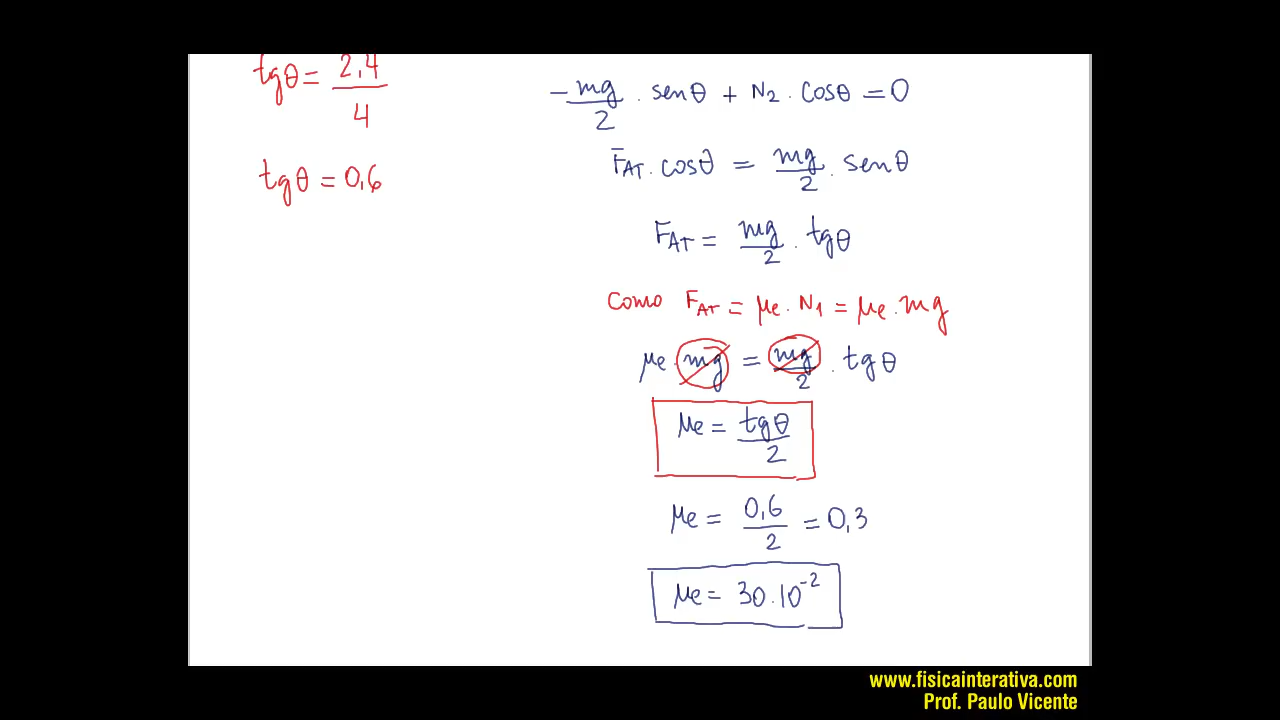 tgθ = 2,4/4
tgθ = 0,6
-mg/2 . senθ + N2 . cosθ = 0
FAT . cosθ = mg/2 . senθ
FAT = mg/2 . tgθ
Como FAT = μe . N1 = μe . mg
μe . mg = mg/2 . tgθ
μe = tgθ/2
μe = 0,6/2 = 0,3
μe = 30.10^-2
www.fisicainterativa.com
Prof. Paulo Vicente